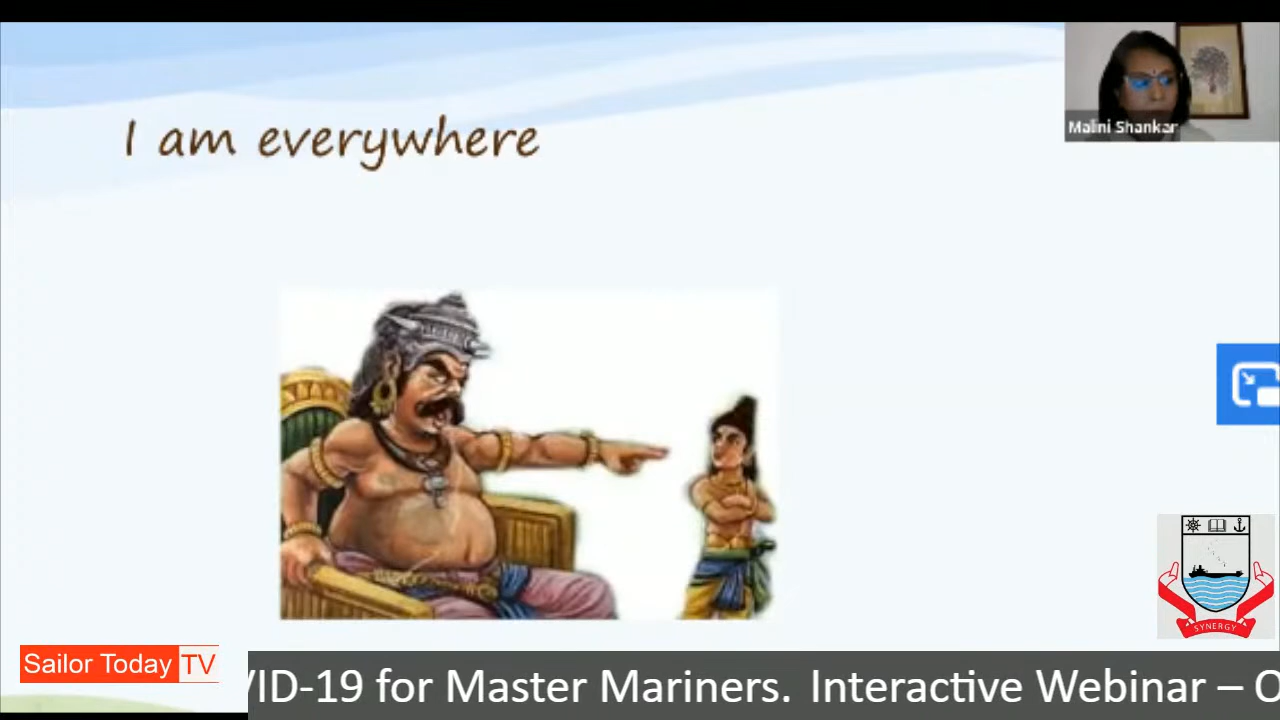 I am everywhere
Malini Shankar
SYNERGY
Sailor Today TV
VID-19 for Master Mariners. Interactive Webinar – O